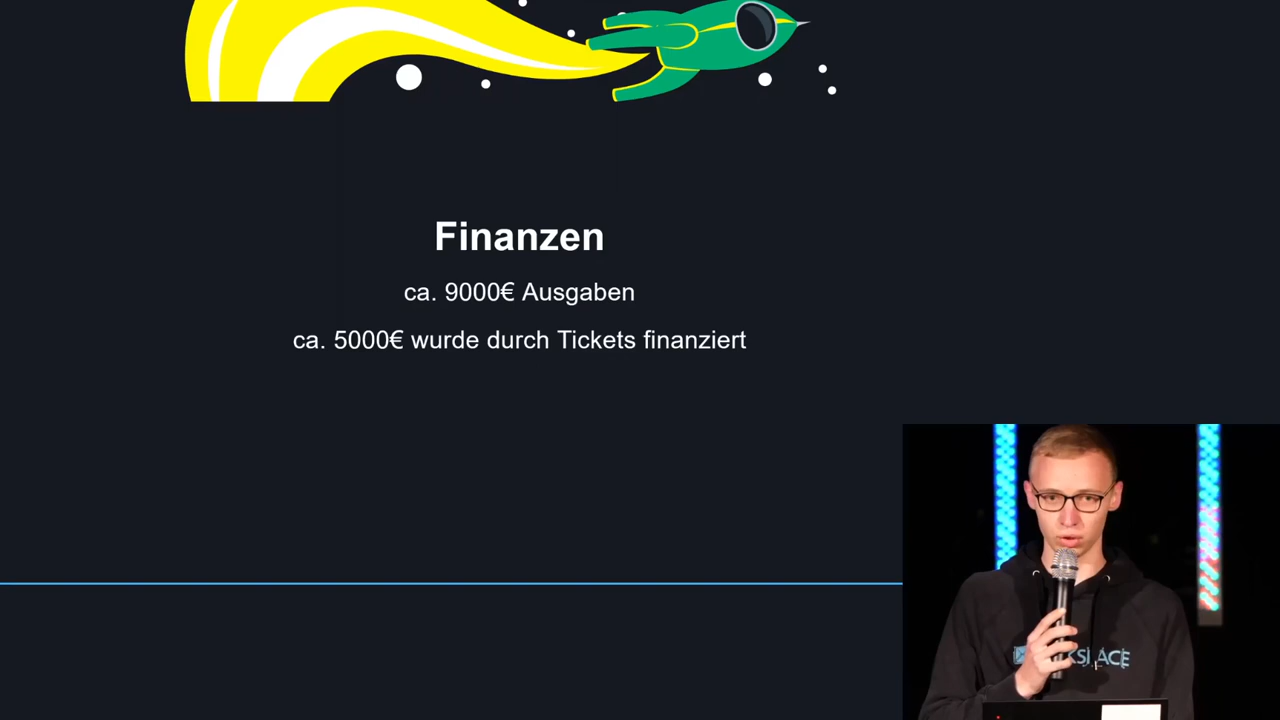 Finanzen
ca. 9000€ Ausgaben
ca. 5000€ wurde durch Tickets finanziert